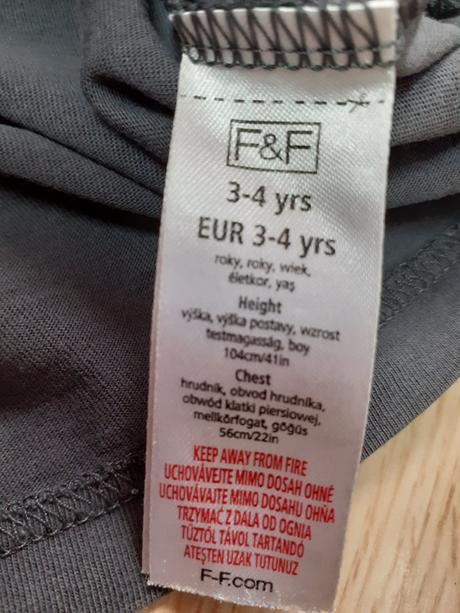 F&F
3-4 yrs
EUR 3-4 yrs
roky, roky, wiek,
életkor, yaş
Height
výška, výška postavy, wzrost
testmagasság, boy
104cm/41in
Chest
hrudník, obvod hrudníka,
obwód klatki piersiowej,
mellkörfogat, göğüs
56cm/22in
KEEP AWAY FROM FIRE
UCHOVÁVEJTE MIMO DOSAH OHNĚ
UCHOVÁVAJTE MIMO DOSAHU OHŇA
TRZYMAĆ Z DALA OD OGNIA
TŰZTŐL TÁVOL TARTANDÓ
ATEŞTEN UZAK TUTUNUZ
F-F.com